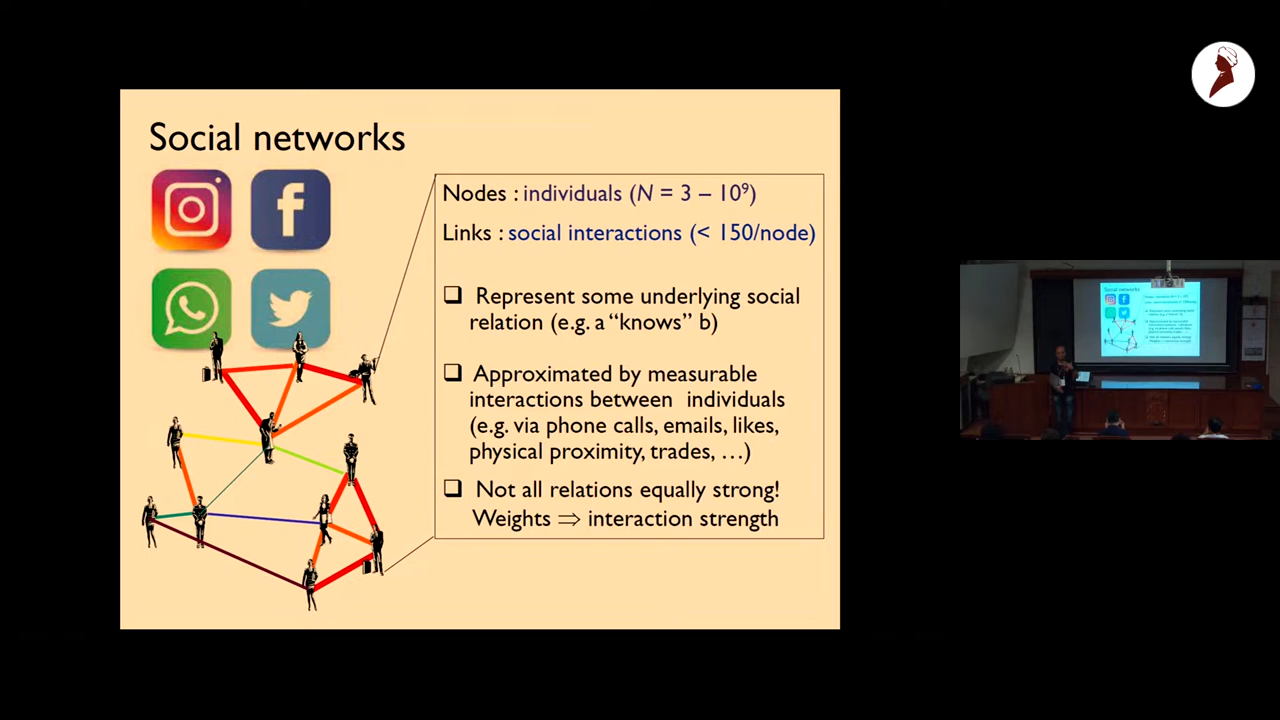 Social networks
Nodes : individuals (N = 3 – 10⁹)
Links : social interactions (< 150/node)
❑ Represent some underlying social
relation (e.g. a “knows” b)
❑ Approximated by measurable
interactions between individuals
(e.g. via phone calls, emails, likes,
physical proximity, trades, …)
❑ Not all relations equally strong!
Weights ⇒ interaction strength
Social networks